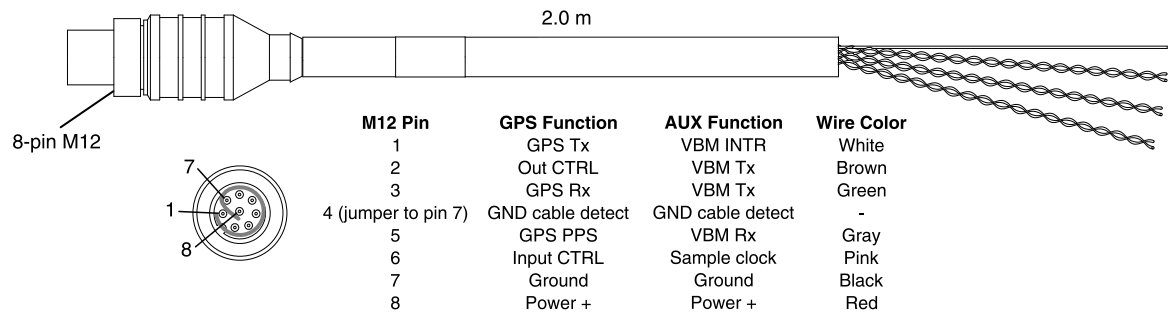 2.0 m
8-pin M12
M12 Pin GPS Function AUX Function Wire Color
1 GPS Tx VBM INTR White
2 Out CTRL VBM Tx Brown
3 GPS Rx VBM Tx Green
4 (jumper to pin 7) GND cable detect GND cable detect -
5 GPS PPS VBM Rx Gray
6 Input CTRL Sample clock Pink
7 Ground Ground Black
8 Power + Power + Red
7
1
8